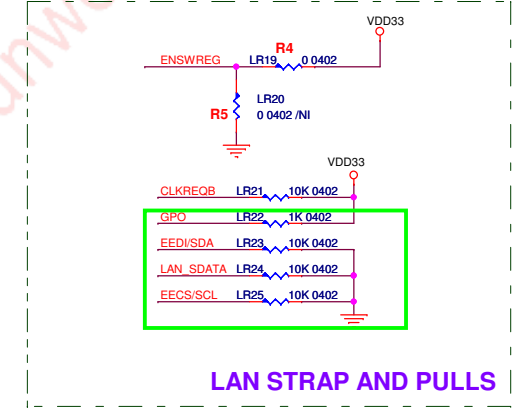 VDD33
R4
ENSWREG LR19 0 0402
LR20
R5 0 0402 /NI
VDD33
CLKREQB LR21 10K 0402
GPO LR22 1K 0402
EEDI/SDA LR23 10K 0402
LAN_SDATA LR24 10K 0402
EECS/SCL LR25 10K 0402
LAN STRAP AND PULLS